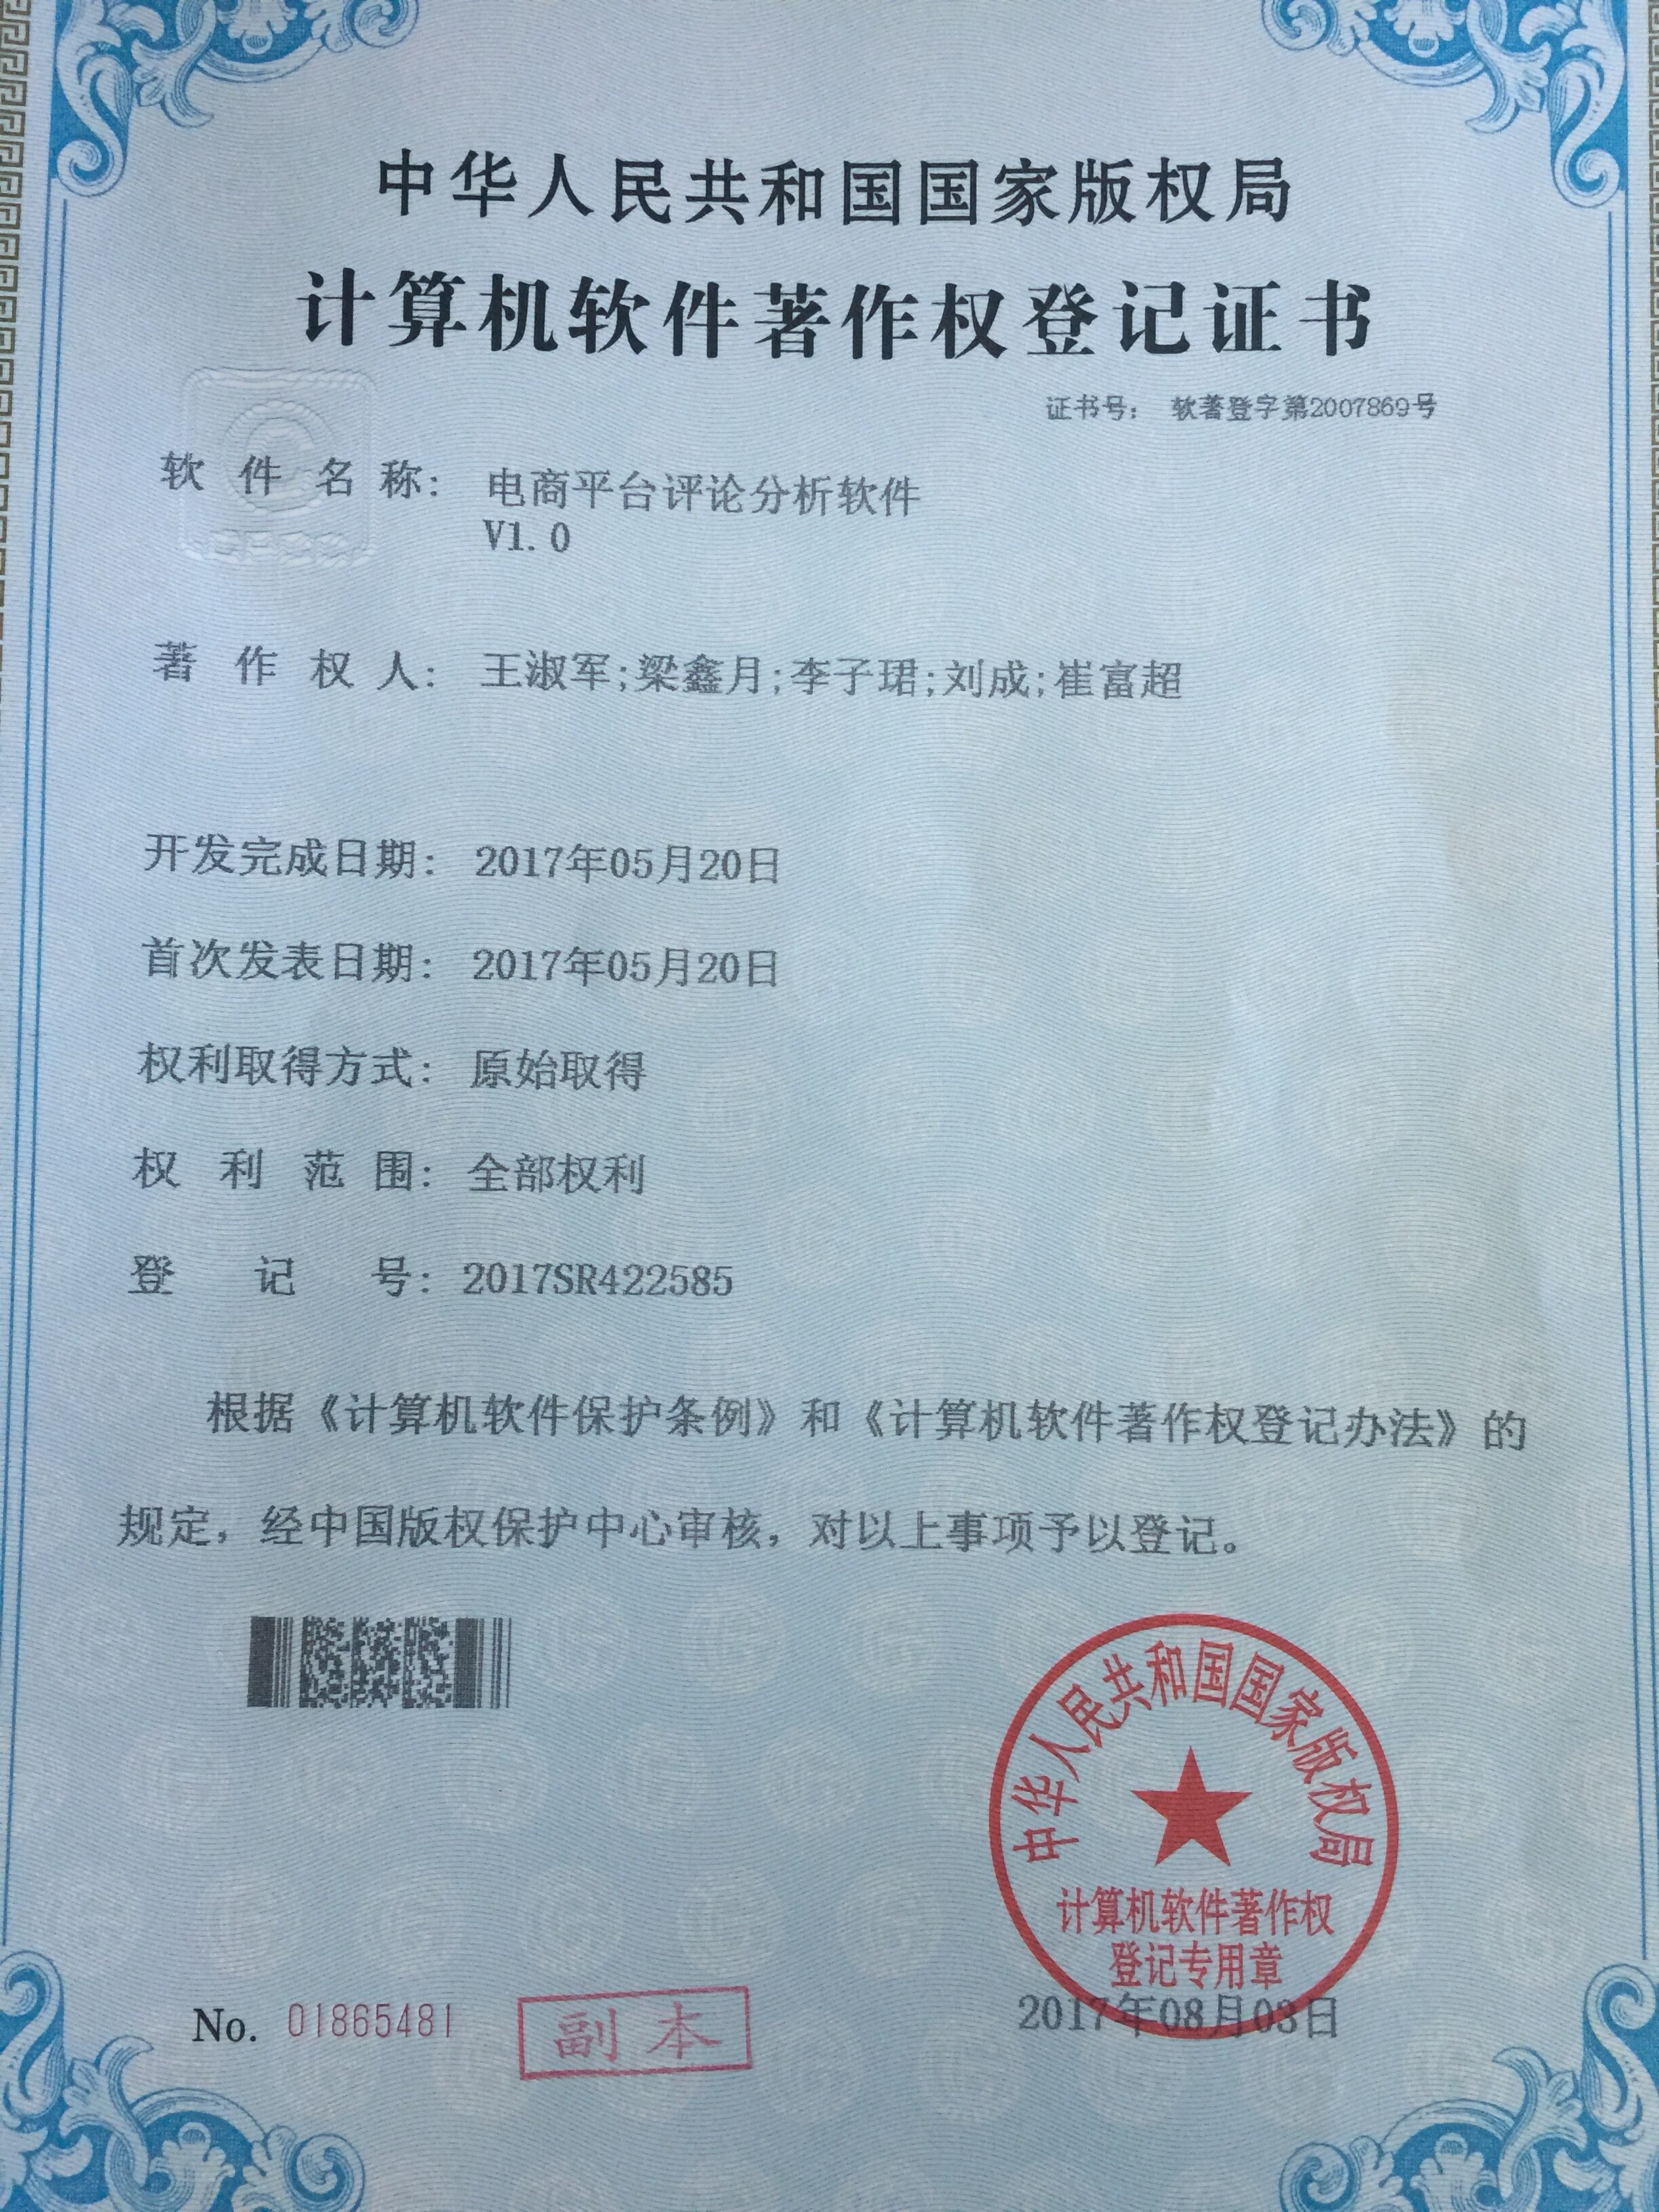 中华人民共和国国家版权局
计算机软件著作权登记证书
证书号： 软著登字第2007869号
软件名称： 电商平台评论分析软件
V1.0
著作权人： 王淑军;梁鑫月;李子珺;刘成;崔富超
开发完成日期： 2017年05月20日
首次发表日期： 2017年05月20日
权利取得方式： 原始取得
权利范围： 全部权利
登记号： 2017SR422585
根据《计算机软件保护条例》和《计算机软件著作权登记办法》的
规定，经中国版权保护中心审核，对以上事项予以登记。
中华人民共和国国家版权局
计算机软件著作权
登记专用章
2017年08月03日
No. 01865481
副本